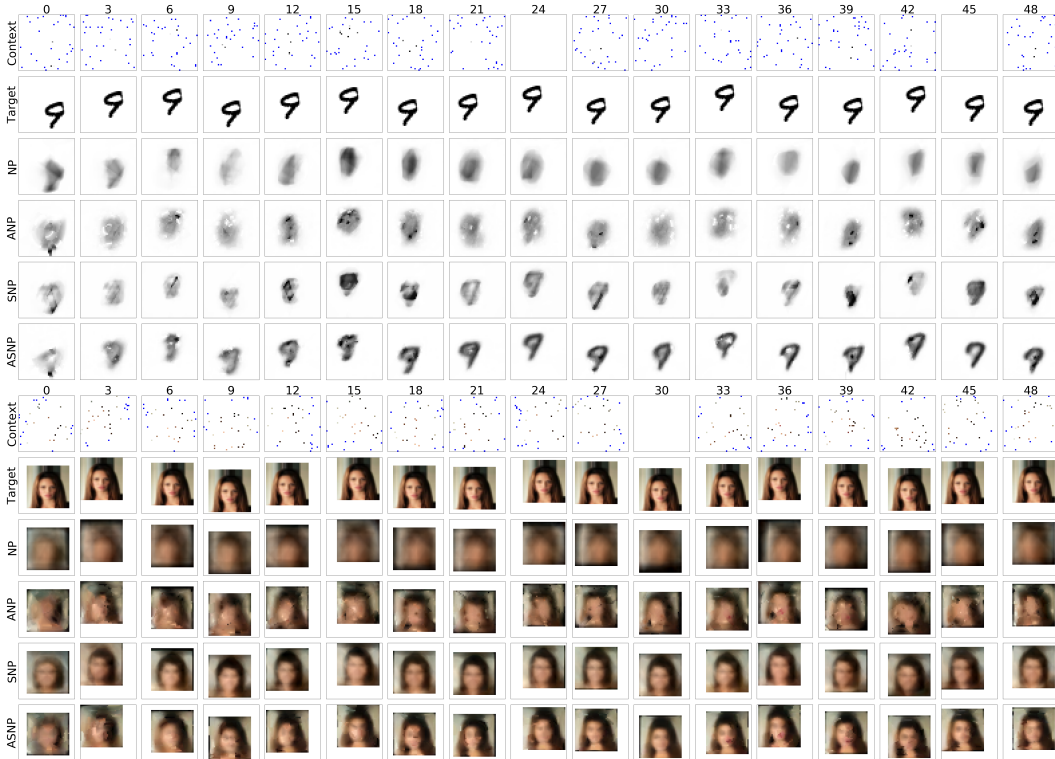 0 3 6 9 12 15 18 21 24 27 30 33 36 39 42 45 48
Context
Target
NP
ANP
SNP
ASNP
0 3 6 9 12 15 18 21 24 27 30 33 36 39 42 45 48
Context
Target
NP
ANP
SNP
ASNP